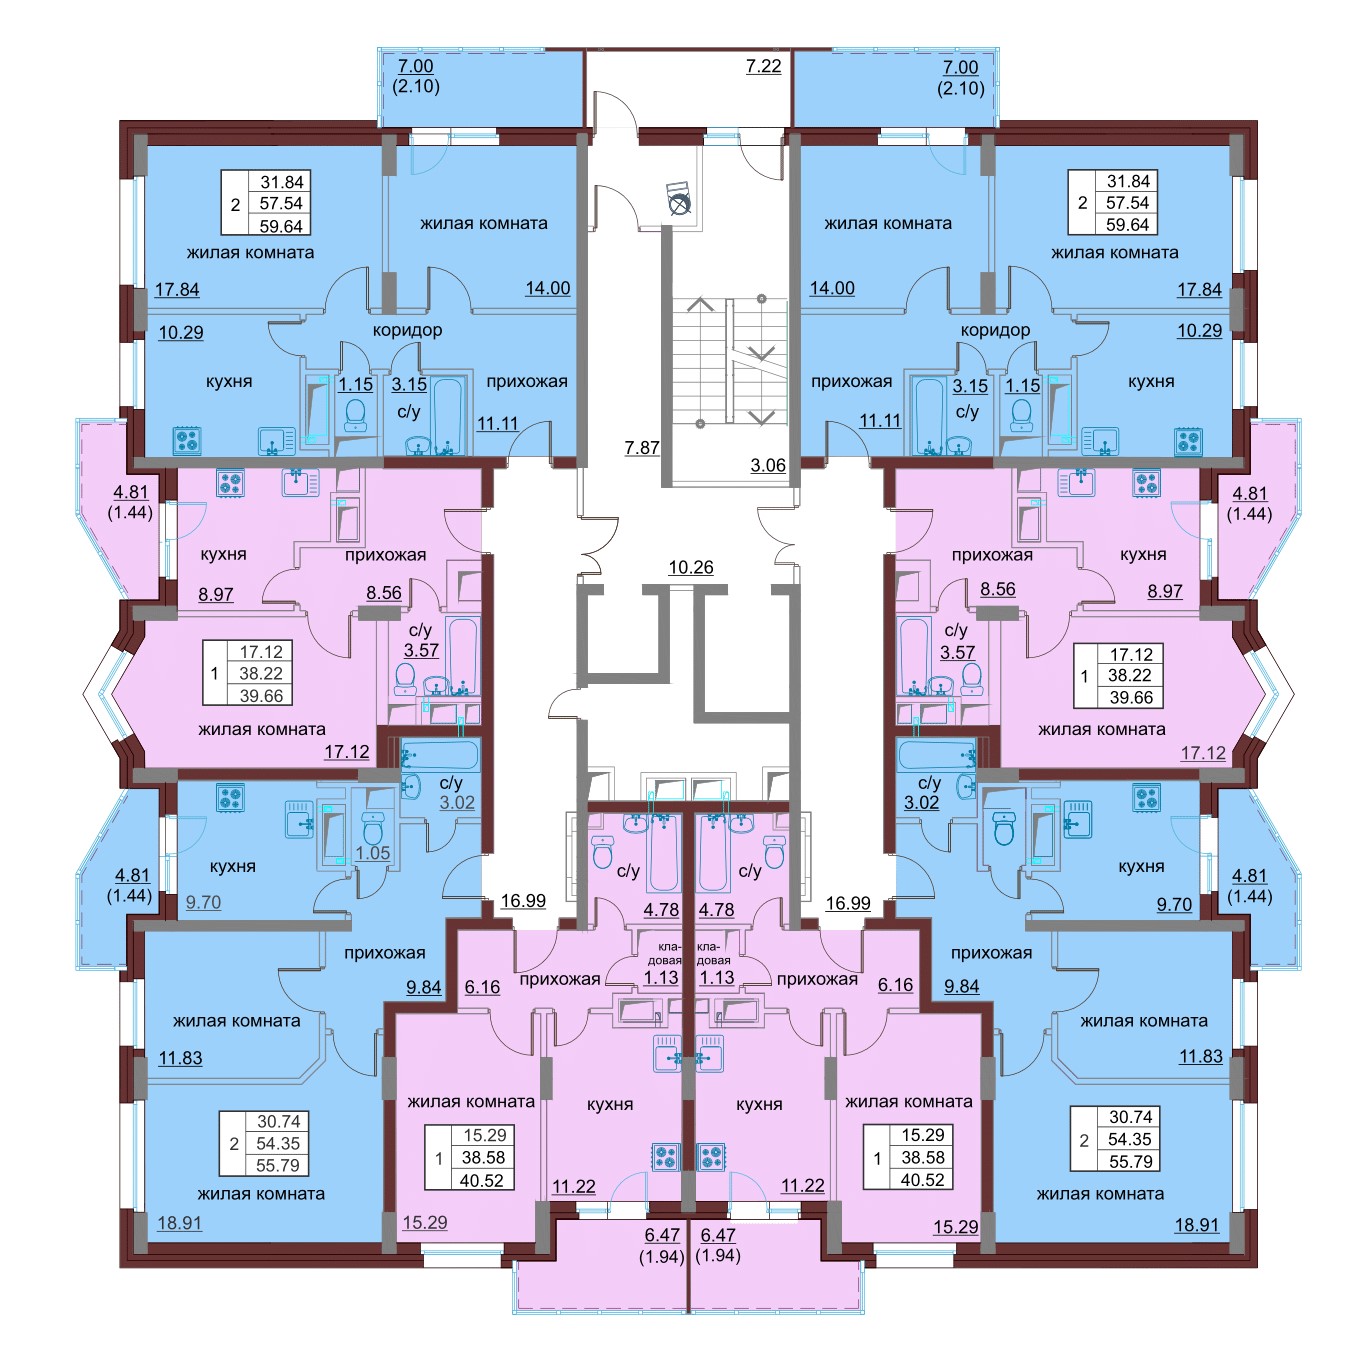 7.00
(2.10)
7.22
7.00
(2.10)
2
31.84
57.54
59.64
жилая комната
17.84
жилая комната
14.00
10.29
кухня
коридор
1.15
3.15
с/у
прихожая
11.11
жилая комната
14.00
2
31.84
57.54
59.64
жилая комната
17.84
коридор
10.29
кухня
прихожая
11.11
3.15
с/у
1.15
7.87
3.06
10.26
4.81
(1.44)
кухня
8.97
прихожая
8.56
с/у
3.57
1
17.12
38.22
39.66
жилая комната
17.12
прихожая
8.56
кухня
8.97
4.81
(1.44)
с/у
3.57
1
17.12
38.22
39.66
жилая комната
17.12
с/у
3.02
1.05
кухня
9.70
4.81
(1.44)
прихожая
9.84
жилая комната
11.83
2
30.74
54.35
55.79
жилая комната
18.91
16.99
с/у
4.78
кла-
довая
1.13
прихожая
6.16
жилая комната
1
15.29
38.58
40.52
15.29
кухня
11.22
6.47
(1.94)
с/у
4.78
кла-
довая
1.13
прихожая
6.16
16.99
кухня
11.22
жилая комната
1
15.29
38.58
40.52
15.29
6.47
(1.94)
с/у
3.02
кухня
9.70
4.81
(1.44)
прихожая
9.84
жилая комната
11.83
2
30.74
54.35
55.79
жилая комната
18.91